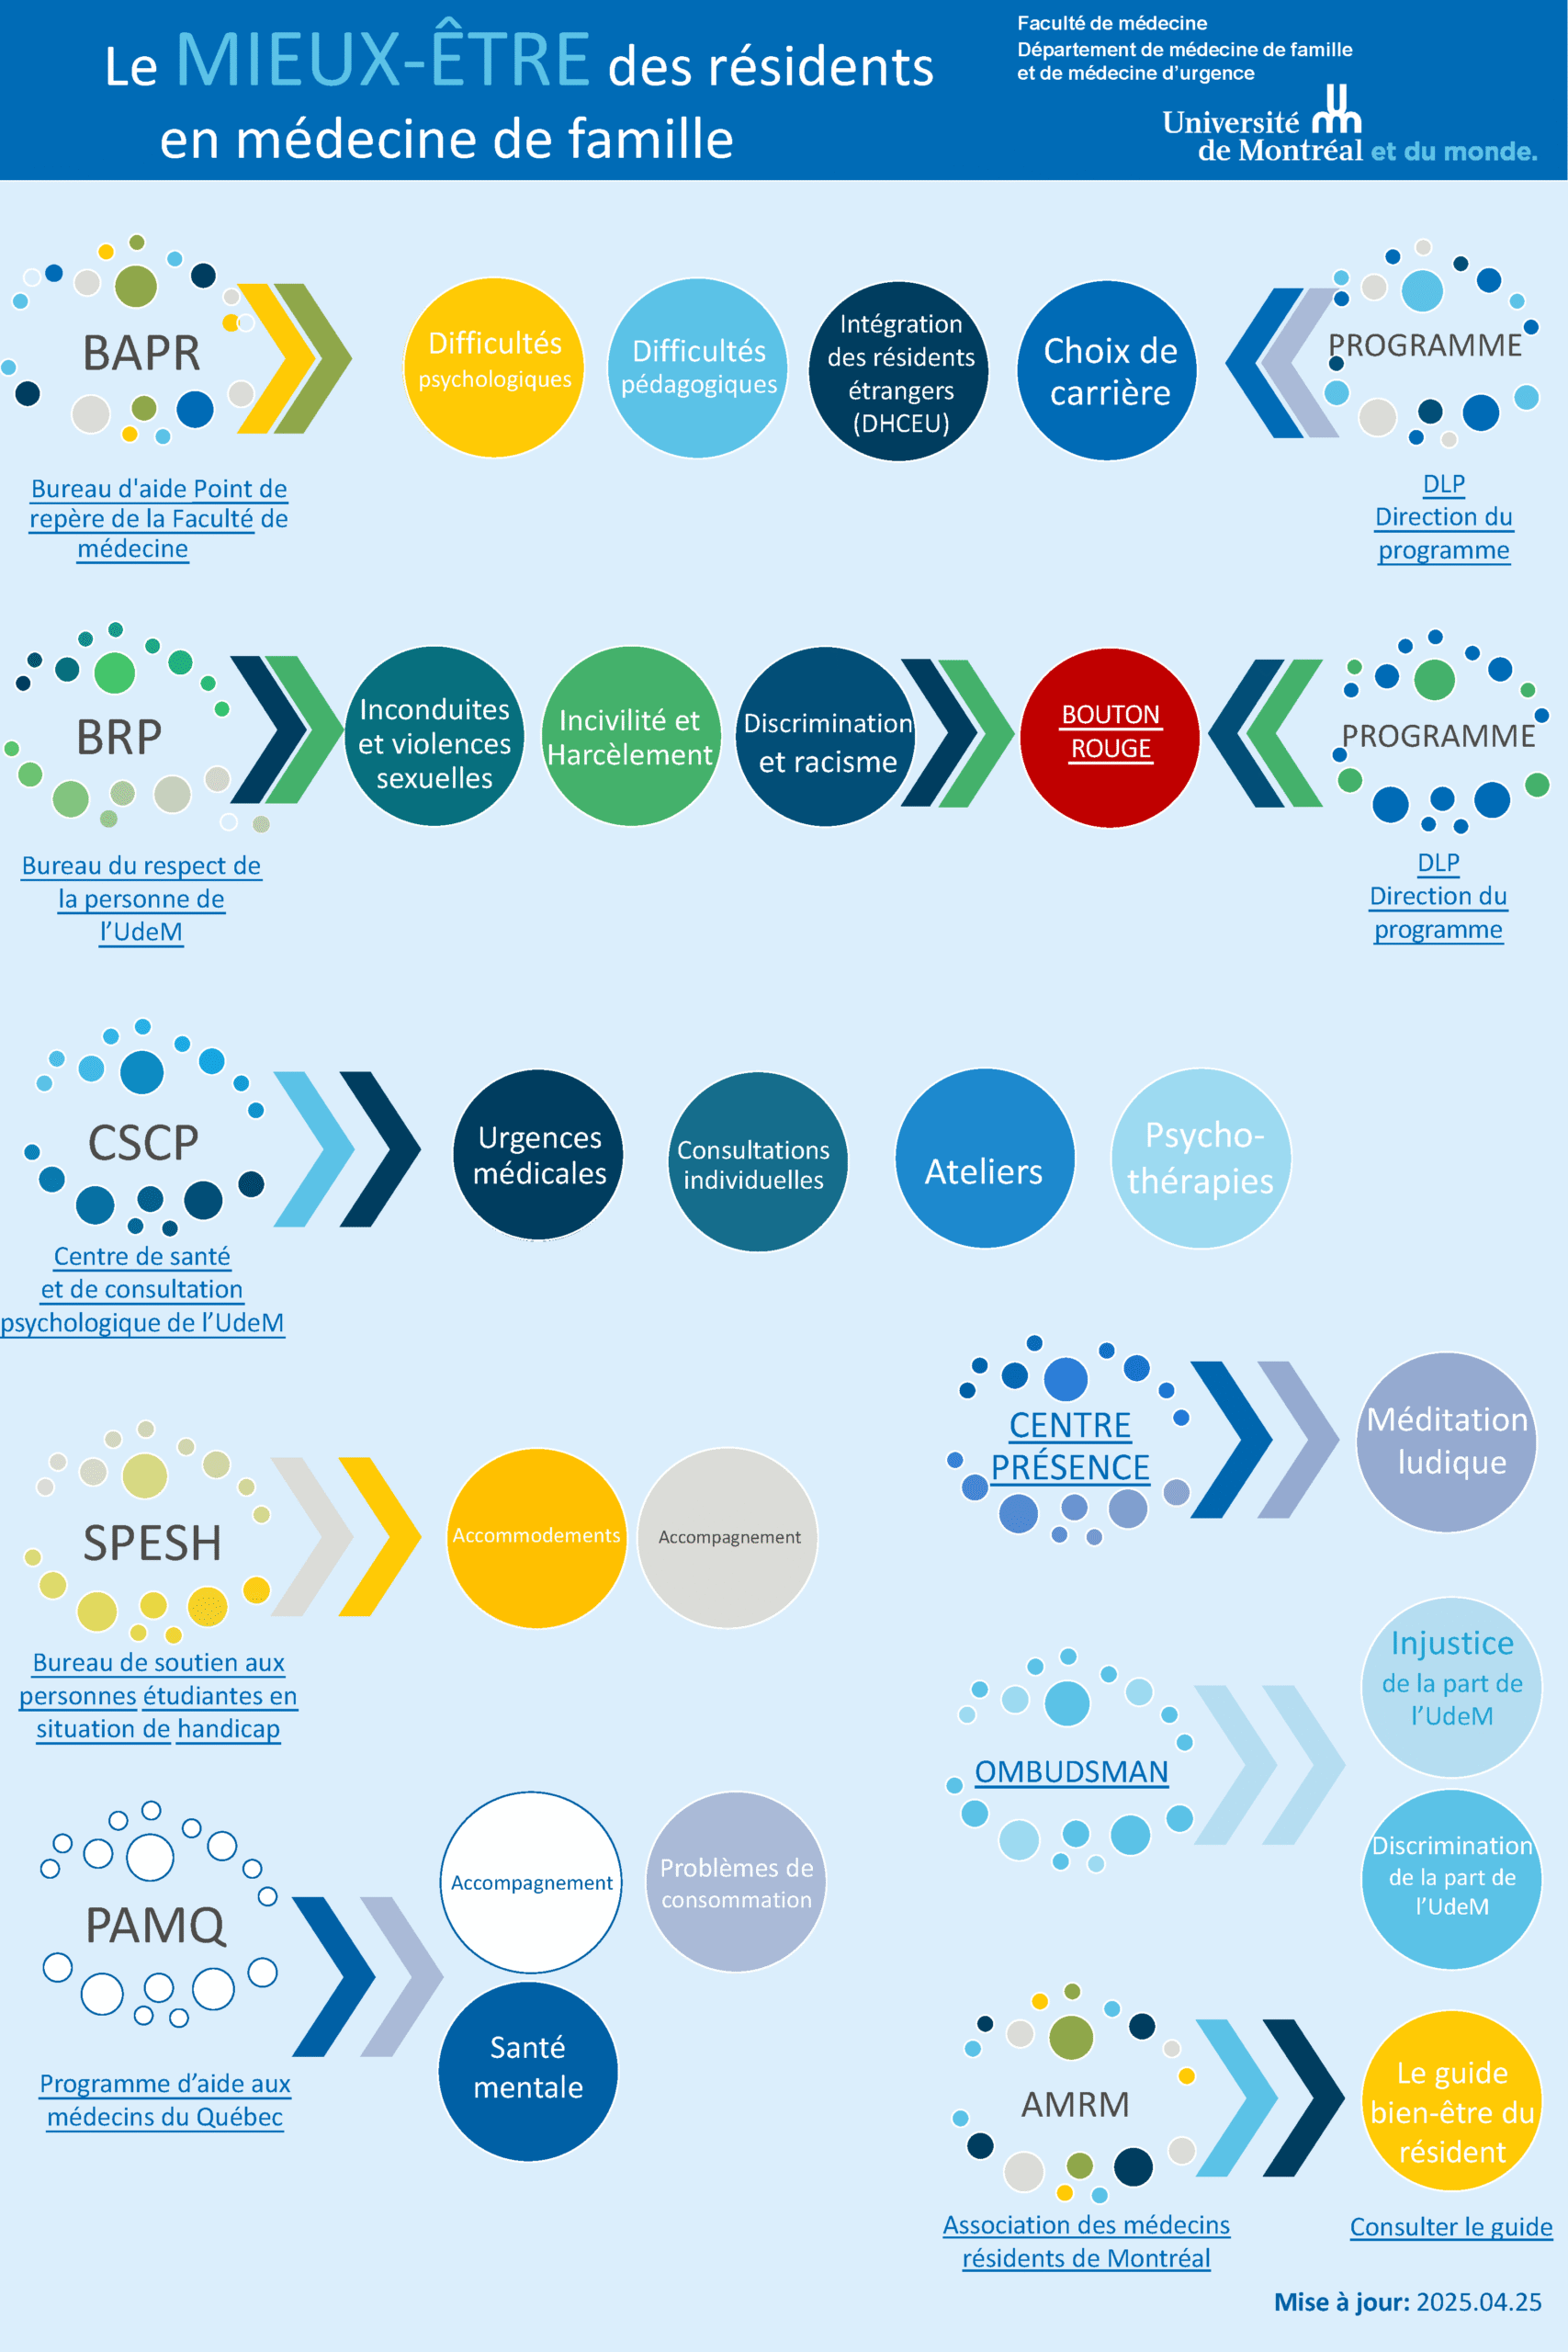 Le MIEUX-ÊTRE des résidents
en médecine de famille
Faculté de médecine
Département de médecine de famille
et de médecine d'urgence
Université
de Montréal et du monde.
BAPR
Bureau d'aide Point de
repère de la Faculté de
médecine
Difficultés
psychologiques
Difficultés
pédagogiques
Intégration
des résidents
étrangers
(DHCEU)
Choix de
carrière
PROGRAMME
DLP
Direction du
programme
BRP
Bureau du respect de
la personne de
l’UdeM
Inconduites
et violences
sexuelles
Incivilité et
Harcèlement
Discrimination
et racisme
BOUTON
ROUGE
PROGRAMME
DLP
Direction du
programme
CSCP
Centre de santé
et de consultation
psychologique de l’UdeM
Urgences
médicales
Consultations
individuelles
Ateliers
Psycho-
thérapies
CENTRE
PRÉSENCE
Méditation
ludique
SPESH
Bureau de soutien aux
personnes étudiantes en
situation de handicap
Accommodements
Accompagnement
OMBUDSMAN
Injustice
de la part de
l’UdeM
Discrimination
de la part de
l’UdeM
PAMQ
Programme d’aide aux
médecins du Québec
Accompagnement
Problèmes de
consommation
Santé
mentale
AMRM
Association des médecins
résidents de Montréal
Le guide
bien-être du
résident
Consulter le guide
Mise à jour: 2025.04.25